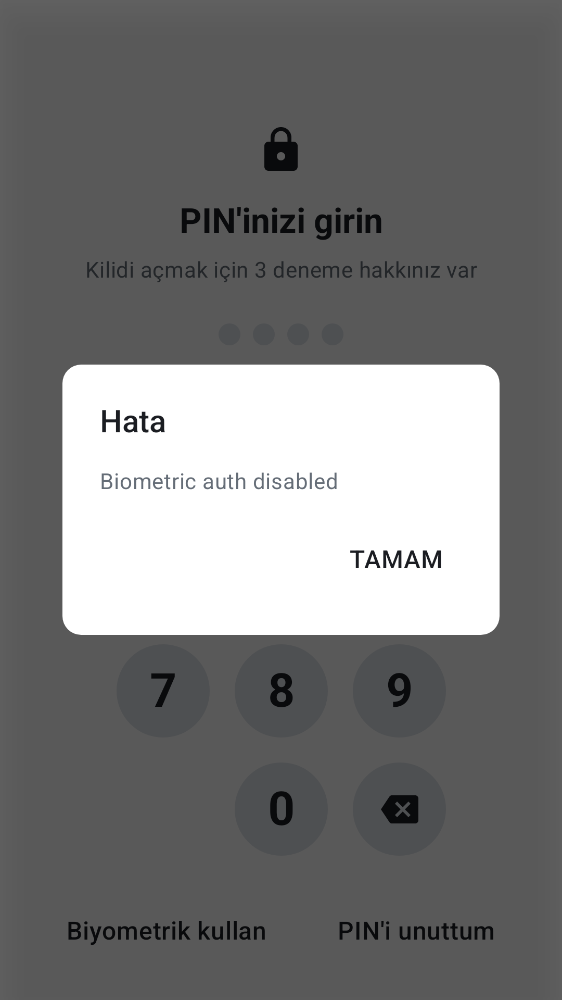 PIN'inizi girin
Kilidi açmak için 3 deneme hakkınız var
Hata
Biometric auth disabled
TAMAM
7 8 9
0
Biyometrik kullan PIN'i unuttum